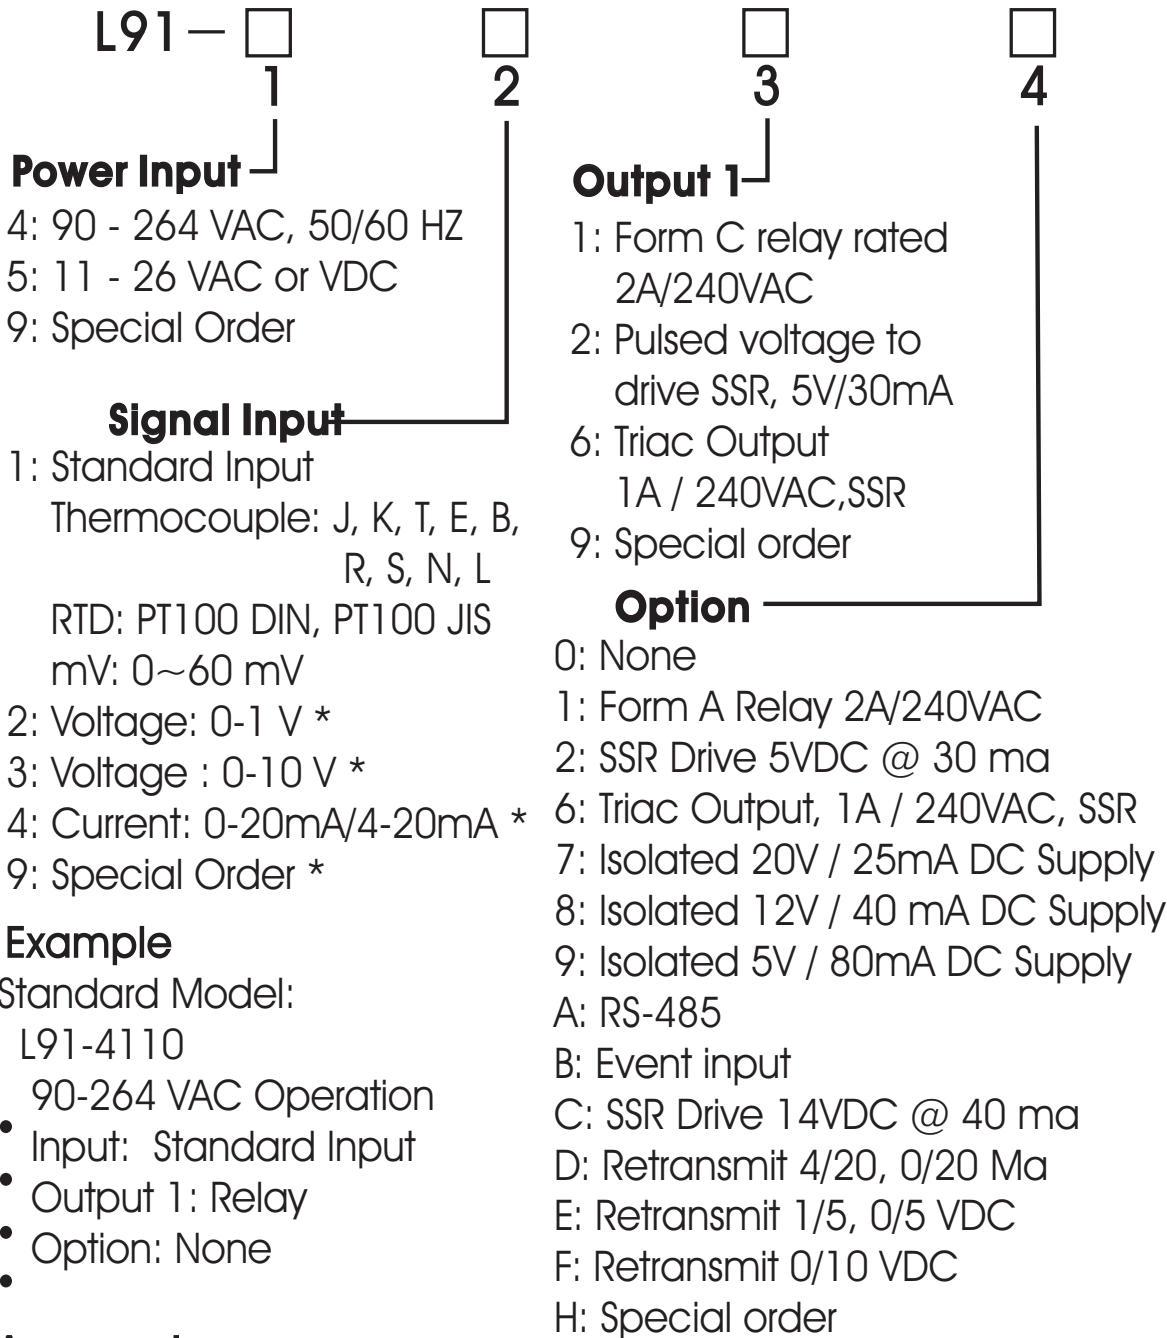 L91 — □ □ □ □
1 2 3 4
Power Input
4: 90 - 264 VAC, 50/60 HZ
5: 11 - 26 VAC or VDC
9: Special Order
Signal Input
1: Standard Input
Thermocouple: J, K, T, E, B,
R, S, N, L
RTD: PT100 DIN, PT100 JIS
mV: 0~60 mV
2: Voltage: 0-1 V *
3: Voltage : 0-10 V *
4: Current: 0-20mA/4-20mA *
9: Special Order *
Example
Standard Model:
L91-4110
90-264 VAC Operation
• Input: Standard Input
• Output 1: Relay
• Option: None
•
Output 1
1: Form C relay rated
2A/240VAC
2: Pulsed voltage to
drive SSR, 5V/30mA
6: Triac Output
1A / 240VAC,SSR
9: Special order
Option
0: None
1: Form A Relay 2A/240VAC
2: SSR Drive 5VDC @ 30 ma
6: Triac Output, 1A / 240VAC, SSR
7: Isolated 20V / 25mA DC Supply
8: Isolated 12V / 40 mA DC Supply
9: Isolated 5V / 80mA DC Supply
A: RS-485
B: Event input
C: SSR Drive 14VDC @ 40 ma
D: Retransmit 4/20, 0/20 Ma
E: Retransmit 1/5, 0/5 VDC
F: Retransmit 0/10 VDC
H: Special order